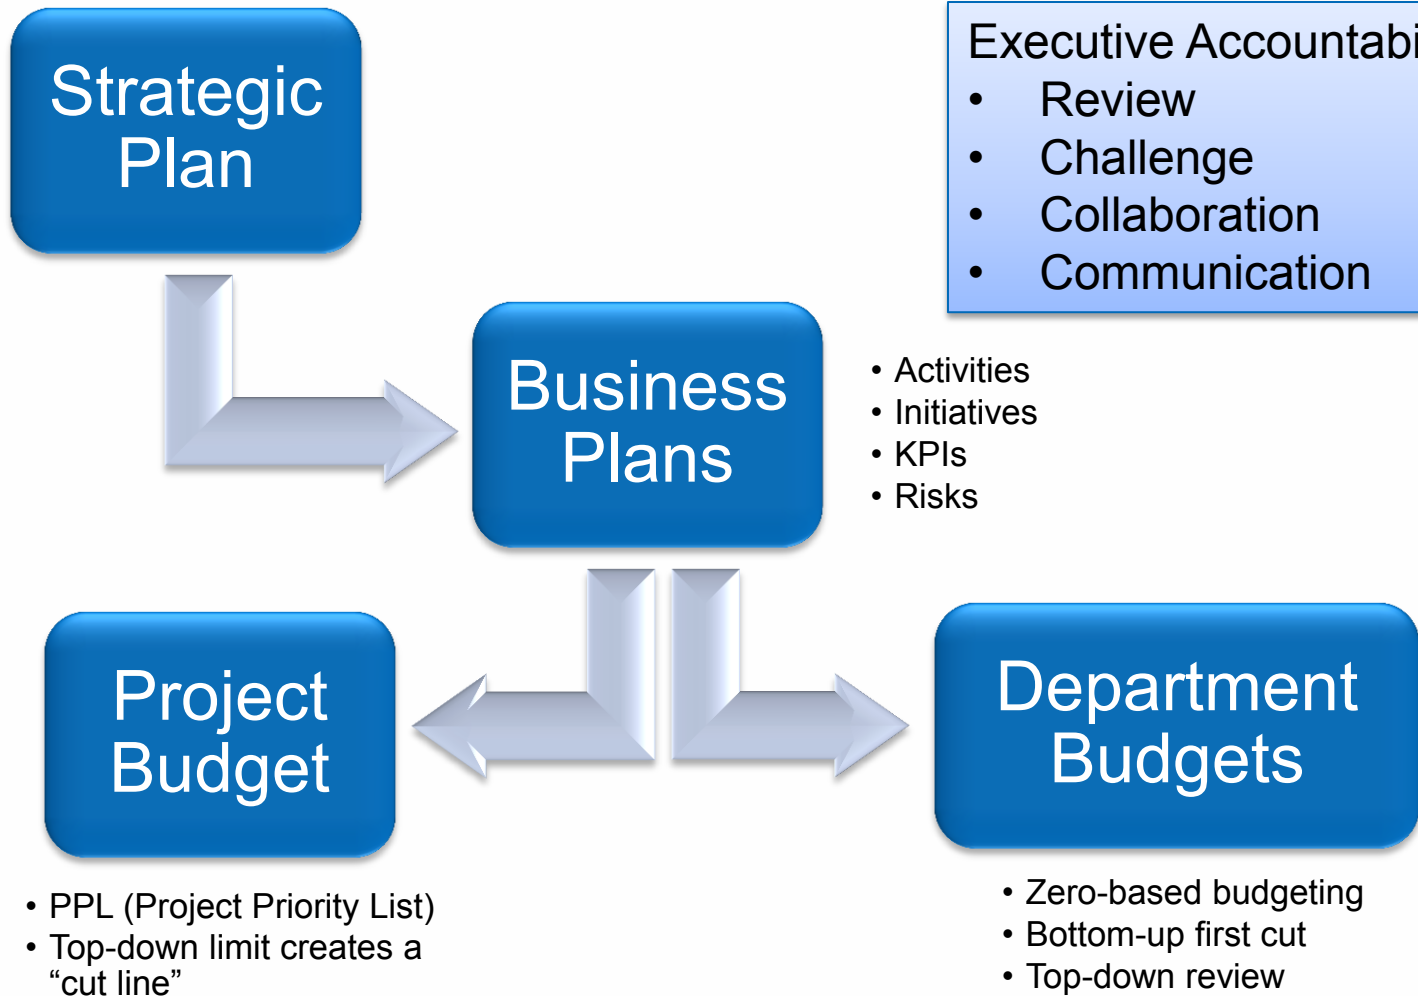 Strategic
Plan
Executive Accountabi
• Review
• Challenge
• Collaboration
• Communication
Business
Plans
• Activities
• Initiatives
• KPIs
• Risks
Project
Budget
Department
Budgets
• PPL (Project Priority List)
• Top-down limit creates a
“cut line”
• Zero-based budgeting
• Bottom-up first cut
• Top-down review